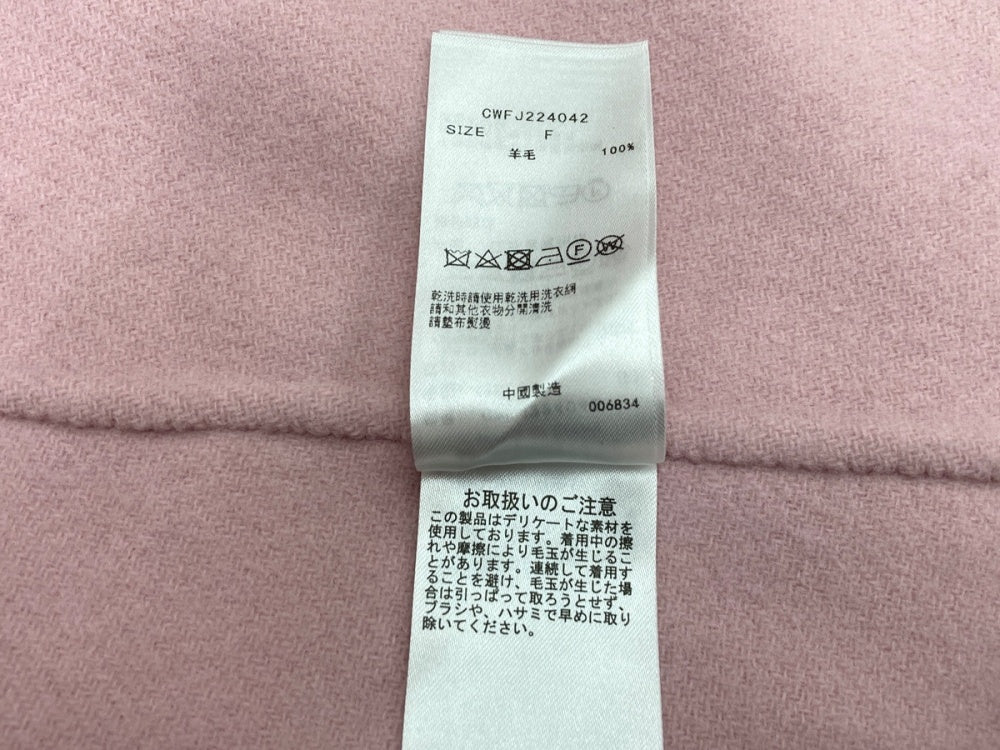 CWFJ224042
SIZE F
羊毛 100%
F W
乾洗時請使用乾洗用洗衣網
請和其他衣物分開清洗
請墊布熨燙
中國製造
006834
お取扱いのご注意
この製品はデリケートな素材を
使用しております。着用中の擦
れや摩擦により毛玉が生じるこ
とがあります。連続して着用す
ることを避け、毛玉が生じた場
合は引っぱって取ろうとせず、
ブラシや、ハサミで早めに取り
除いてください。